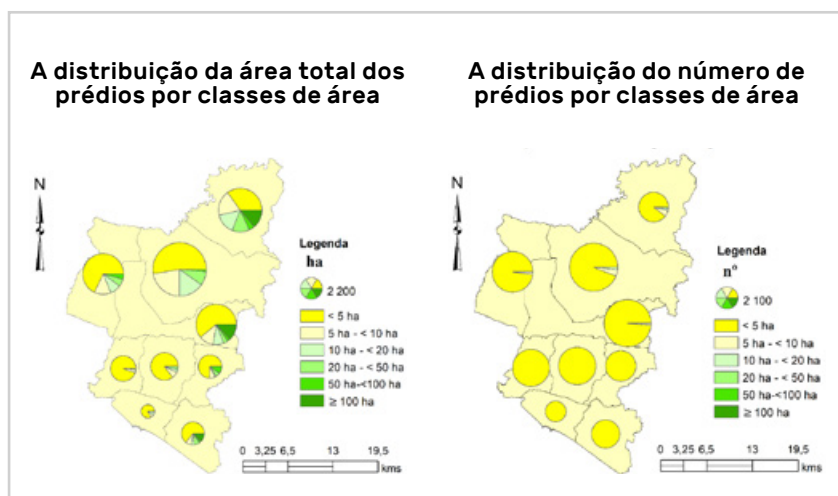 A distribuição da área total dos
prédios por classes de área
N
Legenda
ha
2 200
< 5 ha
5 ha - < 10 ha
10 ha - < 20 ha
20 ha - < 50 ha
50 ha-<100 ha
≥ 100 ha
0 3,25 6,5 13 19,5
kms
A distribuição do número de
prédios por classes de área
N
Legenda
nº
2 100
< 5 ha
5 ha - < 10 ha
10 ha - < 20 ha
20 ha - < 50 ha
50 ha-<100 ha
≥ 100 ha
0 3,25 6,5 13 19,5
kms